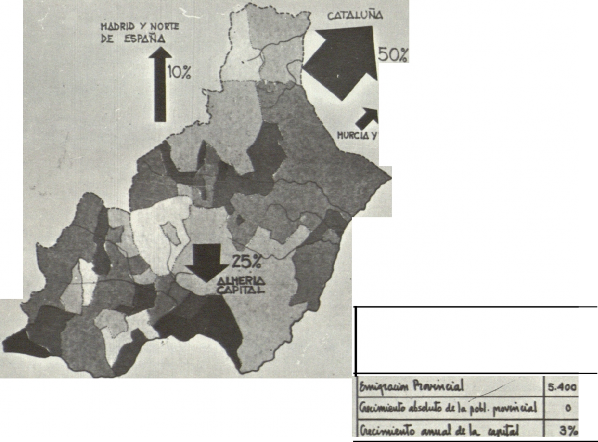 MADRID Y NORTE
DE ESPAÑA
10%
CATALUÑA
50%
MURCIA Y
25%
ALMERIA
CAPITAL
Emigracion Provincial 5.400
Crecimiento absoluto de la pobl. provincial 0
Crecimiento anual de la capital 3%